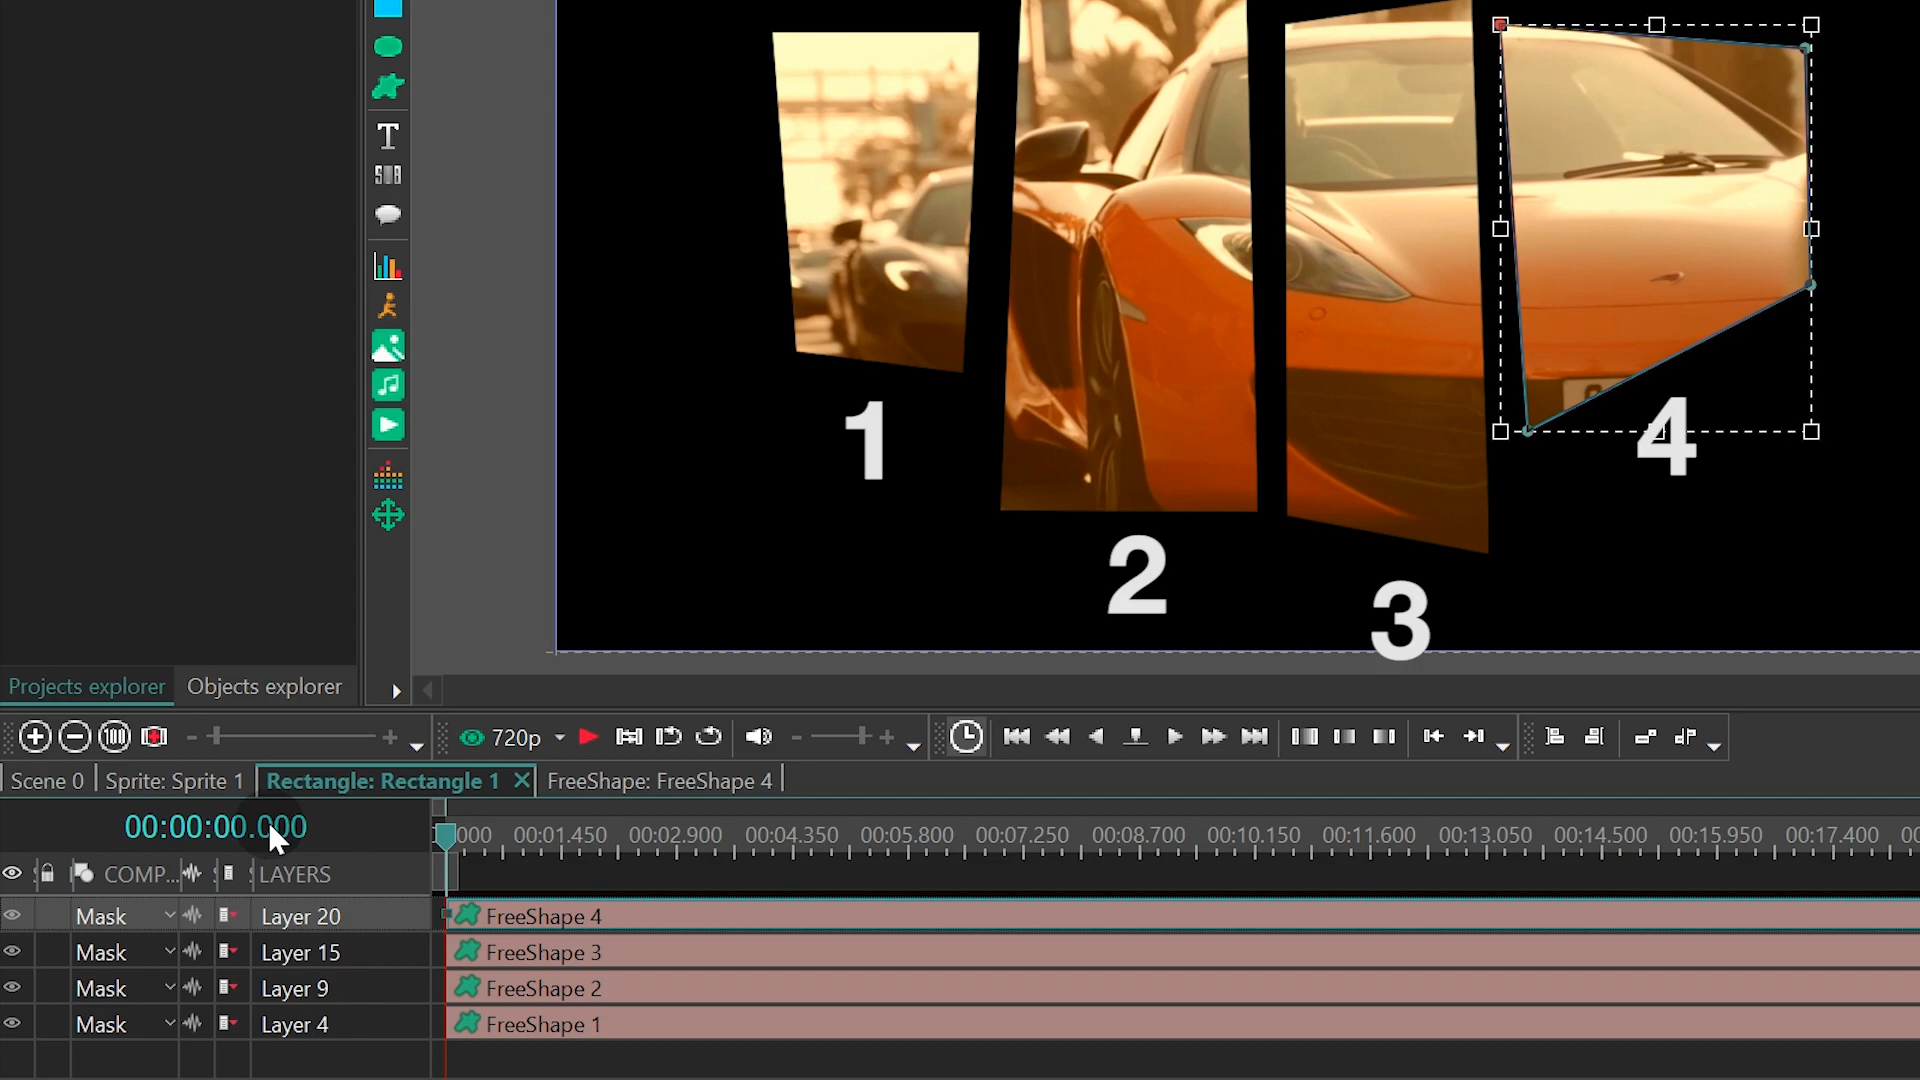 T
SUB
1
2
3
4
Projects explorer
Objects explorer
100
720p
Scene 0
Sprite: Sprite 1
Rectangle: Rectangle 1
FreeShape: FreeShape 4
00:00:00.000
000 00:01.450 00:02.900 00:04.350 00:05.800 00:07.250 00:08.700 00:10.150 00:11.600 00:13.050 00:14.500 00:15.950 00:17.400 00
COMP... LAYERS
Mask Layer 20 FreeShape 4
Mask Layer 15 FreeShape 3
Mask Layer 9 FreeShape 2
Mask Layer 4 FreeShape 1